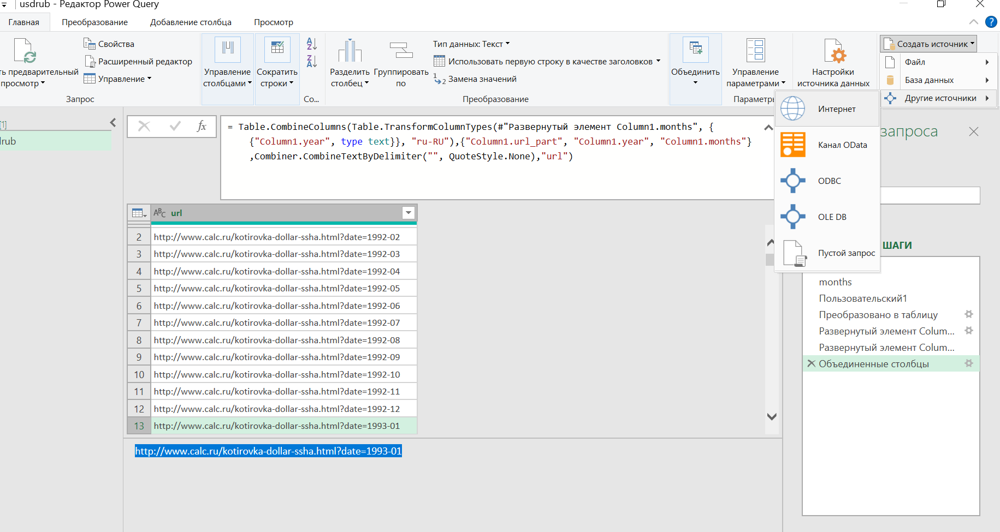 usdrub - Редактор Power Query
Главная
Преобразование
Добавление столбца
Просмотр
?
ть предварительный
просмотр
Свойства
Расширенный редактор
Управление
Запрос
Управление
столбцами
Сократить
строки
Со...
Разделить
столбец
Группировать
по
Тип данных: Текст
Использовать первую строку в качестве заголовков
Замена значений
Преобразование
Объединить
Управление
параметрами
Параметры
Настройки
источника данных
Создать источник
Файл
База данных
Другие источники
Интернет
Канал OData
ODBC
OLE DB
Пустой запрос
[1]
drub
fx
= Table.CombineColumns(Table.TransformColumnTypes(#"Развернутый элемент Column1.months", {
{"Column1.year", type text}}, "ru-RU"),{"Column1.url_part", "Column1.year", "Column1.months"}
,Combiner.CombineTextByDelimiter("", QuoteStyle.None),"url")
запроса
ABC url
2 http://www.calc.ru/kotirovka-dollar-ssha.html?date=1992-02
3 http://www.calc.ru/kotirovka-dollar-ssha.html?date=1992-03
4 http://www.calc.ru/kotirovka-dollar-ssha.html?date=1992-04
5 http://www.calc.ru/kotirovka-dollar-ssha.html?date=1992-05
6 http://www.calc.ru/kotirovka-dollar-ssha.html?date=1992-06
7 http://www.calc.ru/kotirovka-dollar-ssha.html?date=1992-07
8 http://www.calc.ru/kotirovka-dollar-ssha.html?date=1992-08
9 http://www.calc.ru/kotirovka-dollar-ssha.html?date=1992-09
10 http://www.calc.ru/kotirovka-dollar-ssha.html?date=1992-10
11 http://www.calc.ru/kotirovka-dollar-ssha.html?date=1992-11
12 http://www.calc.ru/kotirovka-dollar-ssha.html?date=1992-12
13 http://www.calc.ru/kotirovka-dollar-ssha.html?date=1993-01
http://www.calc.ru/kotirovka-dollar-ssha.html?date=1993-01
ШАГИ
months
Пользовательский1
Преобразовано в таблицу
Развернутый элемент Colum...
Развернутый элемент Colum...
Объединенные столбцы